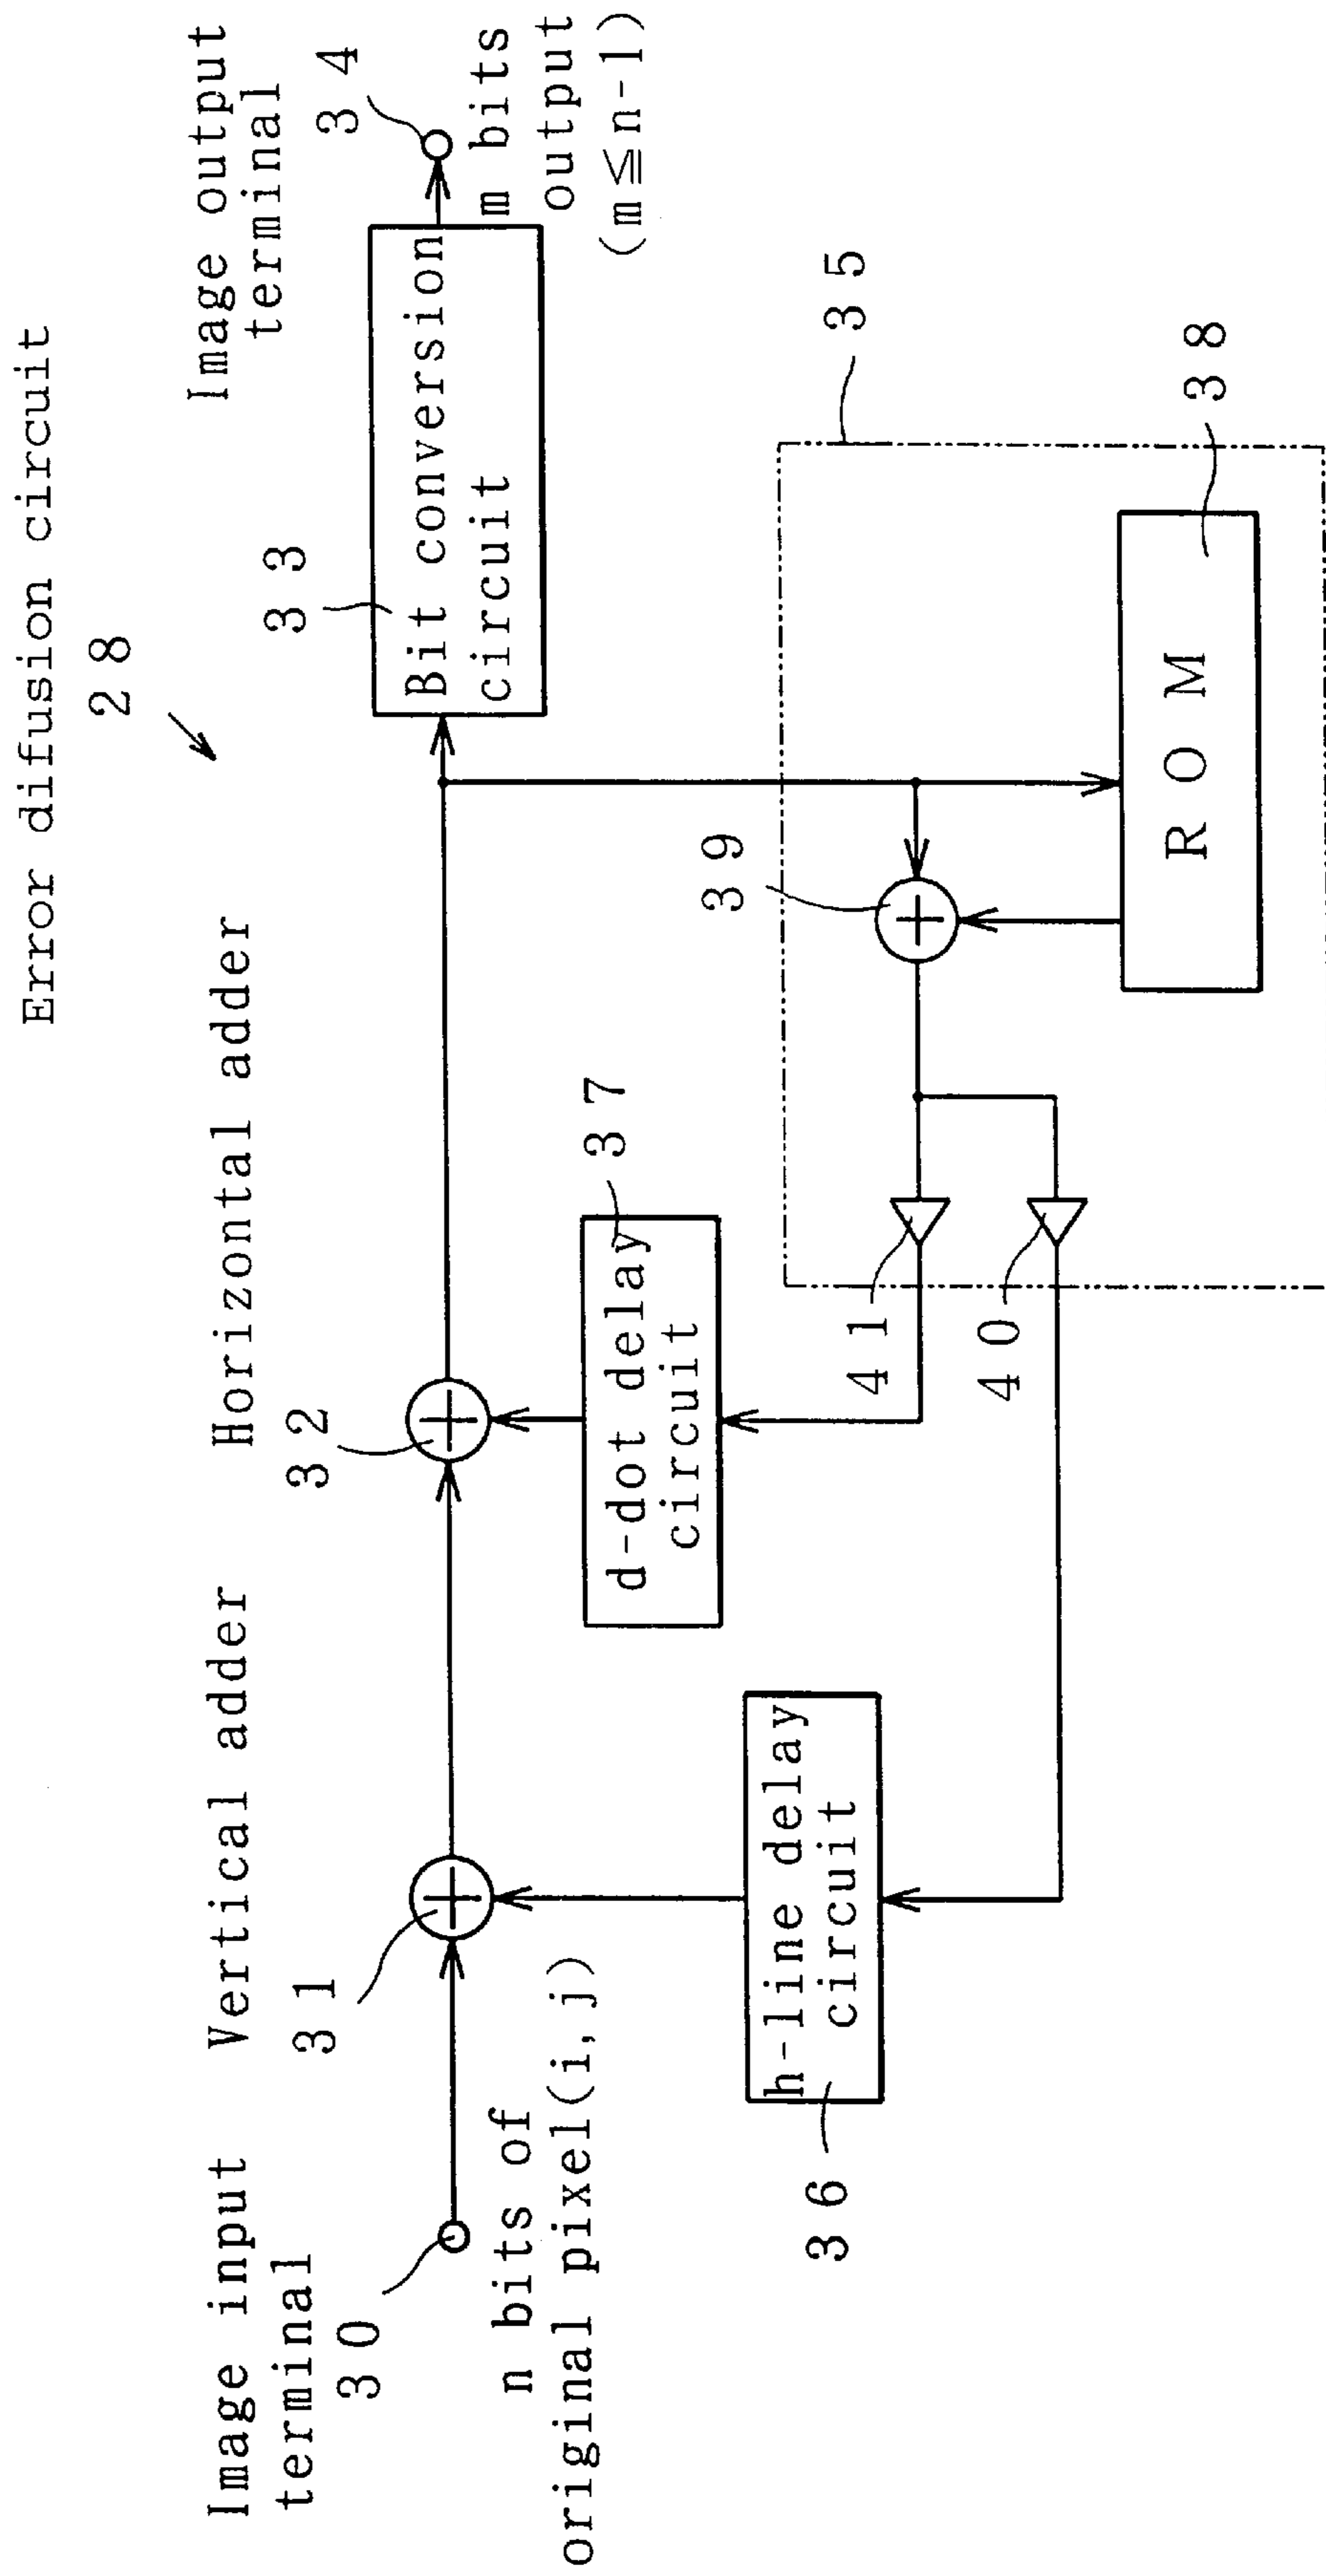 Error difusion circuit
28
Image input
terminal
30
n bits of
original pixel(i,j)
Vertical adder
31
Horizontal adder
32
33
Bit conversion
circuit
Image output
terminal
34
m bits
output
(m≦n-1)
h-line delay
circuit
36
d-dot delay
circuit
37
35
39
41
40
ROM
38